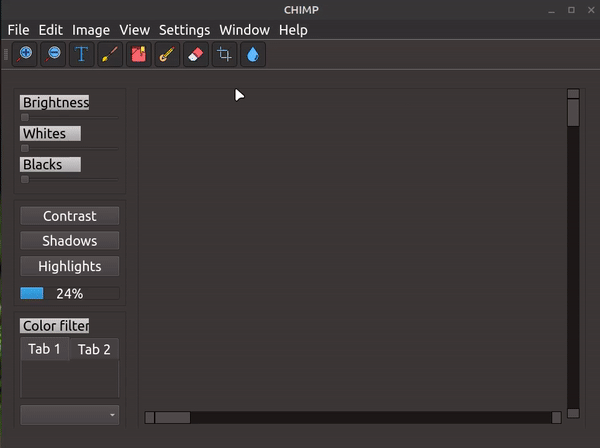 CHIMP
File Edit Image View Settings Window Help
T
Brightness
Whites
Blacks
Contrast
Shadows
Highlights
24%
Color filter
Tab 1 Tab 2